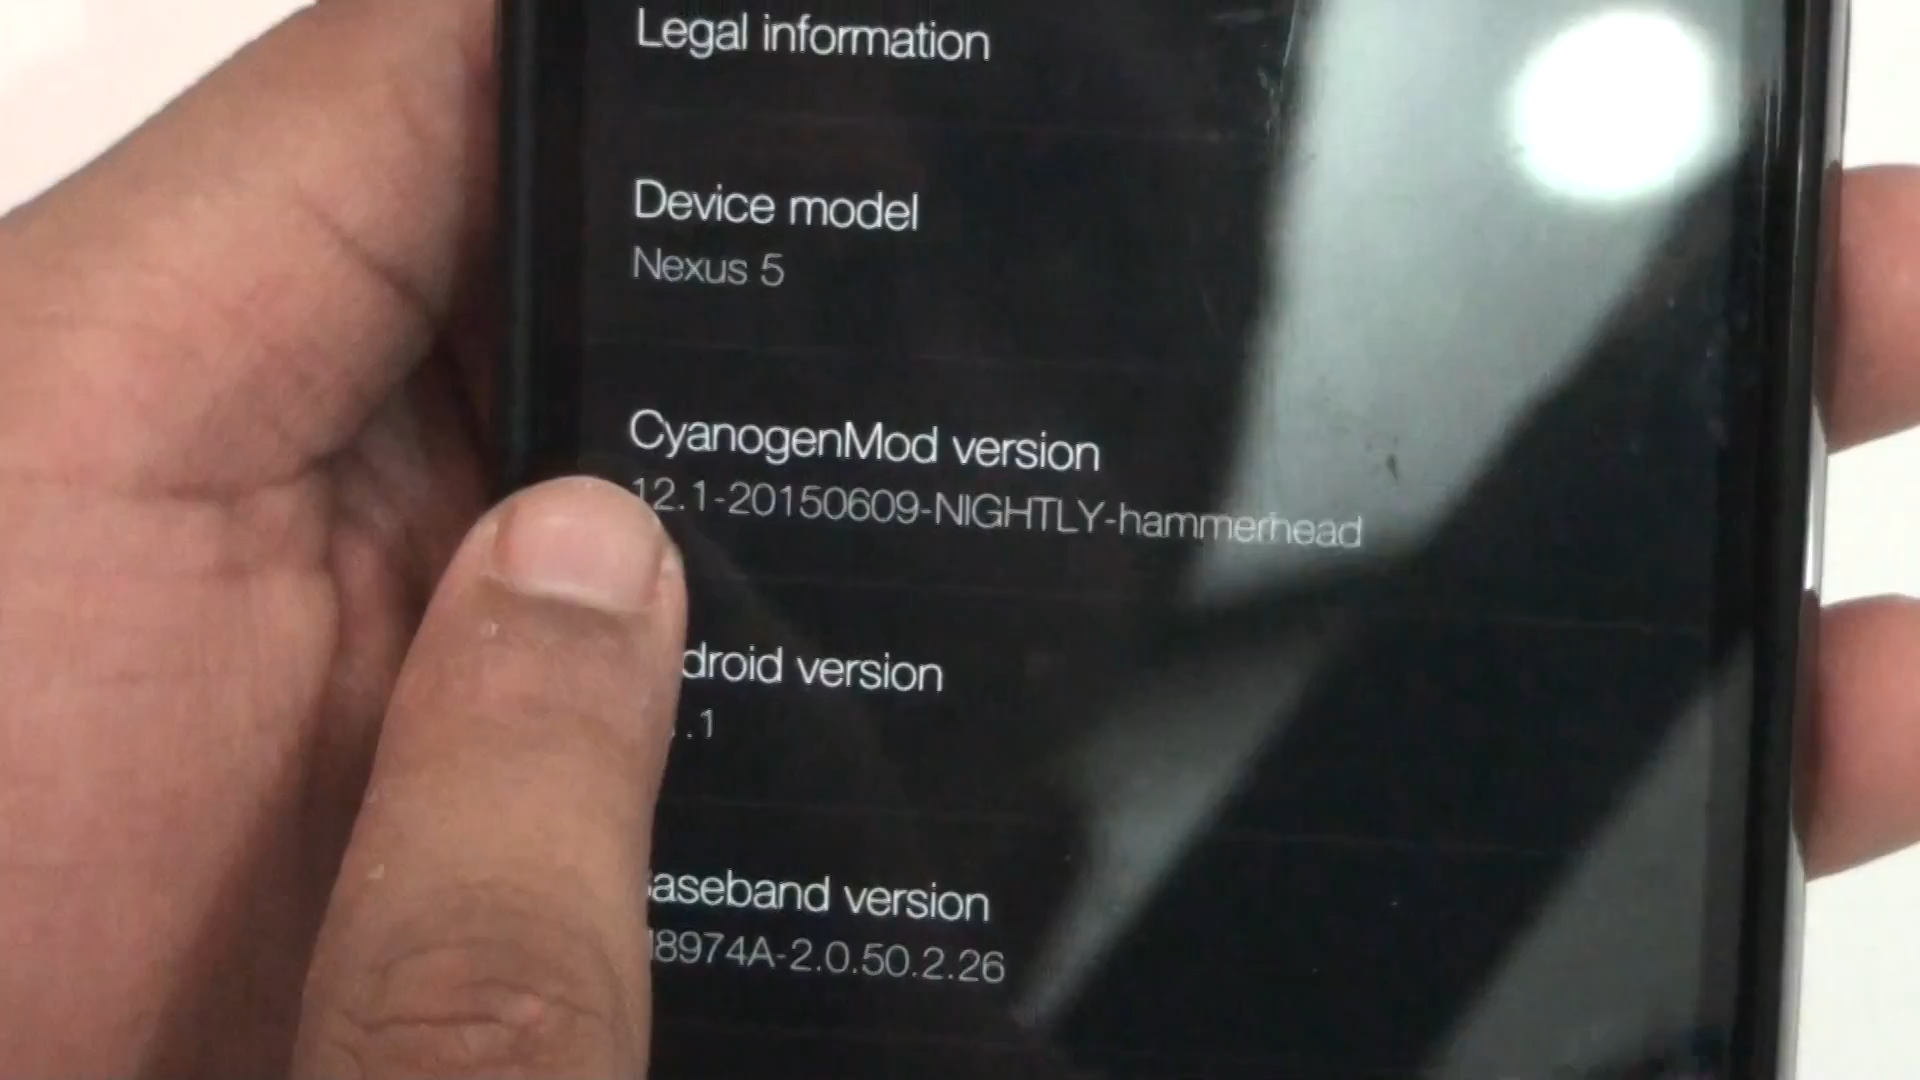 Legal information
Device model
Nexus 5
CyanogenMod version
12.1-20150609-NIGHTLY-hammerhead
droid version
.1
aseband version
8974A-2.0.50.2.26